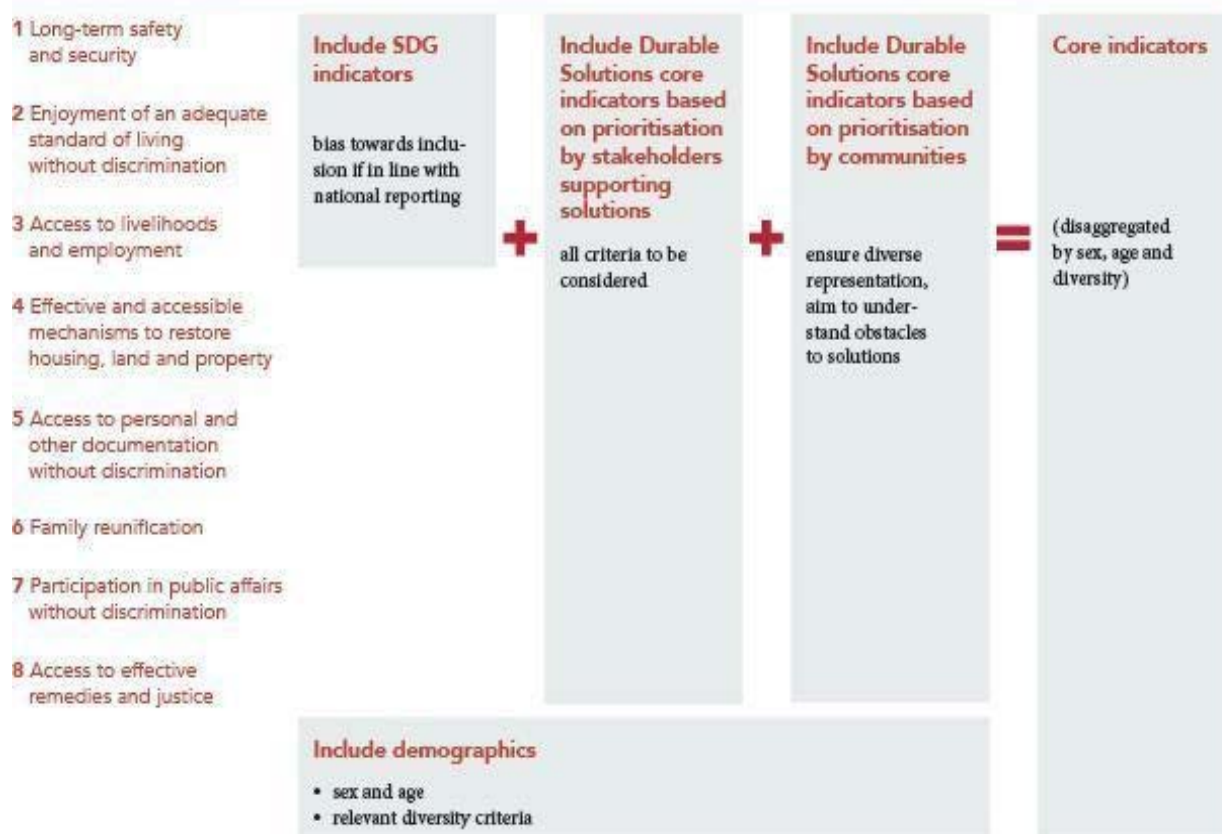 1 Long-term safety
and security
2 Enjoyment of an adequate
standard of living
without discrimination
3 Access to livelihoods
and employment
4 Effective and accessible
mechanisms to restore
housing, land and property
5 Access to personal and
other documentation
without discrimination
6 Family reunification
7 Participation in public affairs
without discrimination
8 Access to effective
remedies and justice
Include SDG
indicators
bias towards inclu-
sion if in line with
national reporting
+
Include Durable
Solutions core
indicators based
on prioritisation
by stakeholders
supporting
solutions
all criteria to be
considered
+
Include Durable
Solutions core
indicators based
on prioritisation
by communities
ensure diverse
representation,
aim to under-
stand obstacles
to solutions
=
Core indicators
(disaggregated
by sex, age and
diversity)
Include demographics
• sex and age
• relevant diversity criteria